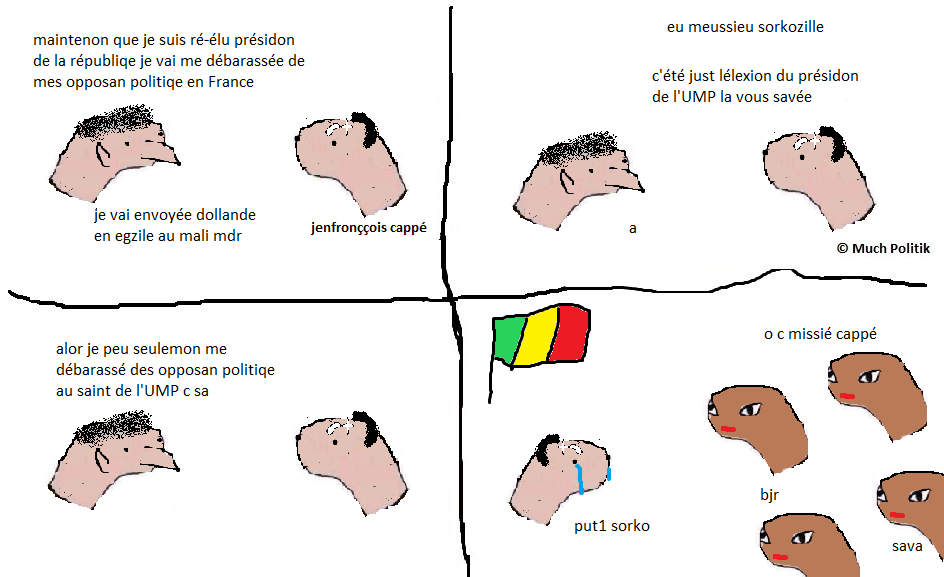 maintenon que je suis ré-élu présidon
de la républiqe je vai me débarassée de
mes opposan politiqe en France
jenfronççois cappé
je vai envoyée dollande
en egzile au mali mdr
eu meussieu sorkozille
c'été just lélexion du présidon
de l'UMP la vous savée
a
© Much Politik
alor je peu seulemon me
débarassé des opposan politiqe
au saint de l'UMP c sa
o c missié cappé
bjr
put1 sorko
sava